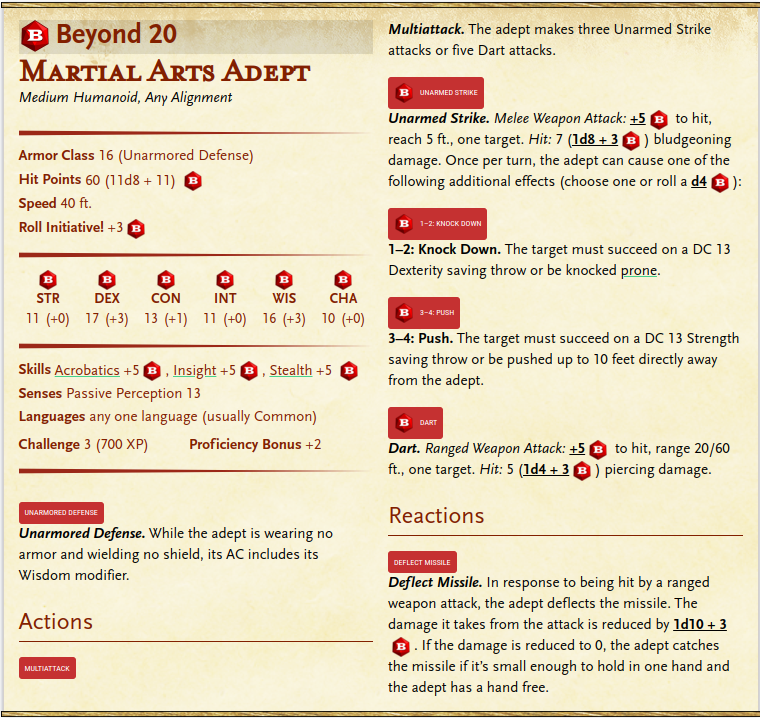 B Beyond 20
Martial Arts Adept
Medium Humanoid, Any Alignment
Armor Class 16 (Unarmored Defense)
Hit Points 60 (11d8 + 11) B
Speed 40 ft.
Roll Initiative! +3 B
B B B B B B
STR DEX CON INT WIS CHA
11 (+0) 17 (+3) 13 (+1) 11 (+0) 16 (+3) 10 (+0)
Skills Acrobatics +5 B , Insight +5 B , Stealth +5 B
Senses Passive Perception 13
Languages any one language (usually Common)
Challenge 3 (700 XP) Proficiency Bonus +2
UNARMORED DEFENSE
Unarmored Defense. While the adept is wearing no
armor and wielding no shield, its AC includes its
Wisdom modifier.
Actions
MULTIATTACK
Multiattack. The adept makes three Unarmed Strike
attacks or five Dart attacks.
B UNARMED STRIKE
Unarmed Strike. Melee Weapon Attack: +5 B to hit,
reach 5 ft., one target. Hit: 7 (1d8 + 3 B ) bludgeoning
damage. Once per turn, the adept can cause one of the
following additional effects (choose one or roll a d4 B ):
B 1–2: KNOCK DOWN
1–2: Knock Down. The target must succeed on a DC 13
Dexterity saving throw or be knocked prone.
B 3–4: PUSH
3–4: Push. The target must succeed on a DC 13 Strength
saving throw or be pushed up to 10 feet directly away
from the adept.
B DART
Dart. Ranged Weapon Attack: +5 B to hit, range 20/60
ft., one target. Hit: 5 (1d4 + 3 B ) piercing damage.
Reactions
DEFLECT MISSILE
Deflect Missile. In response to being hit by a ranged
weapon attack, the adept deflects the missile. The
damage it takes from the attack is reduced by 1d10 + 3
B . If the damage is reduced to 0, the adept catches
the missile if it's small enough to hold in one hand and
the adept has a hand free.